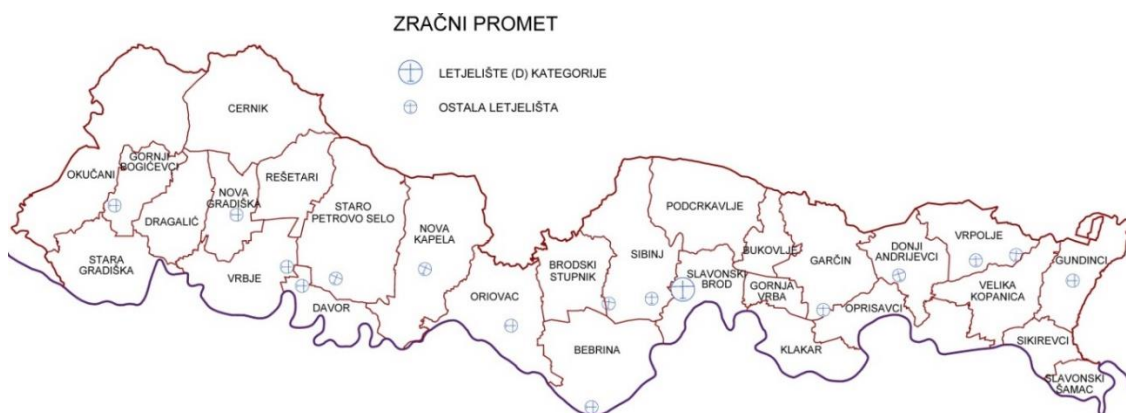 ZRAČNI PROMET
LETJELIŠTE (D) KATEGORIJE
OSTALA LETJELIŠTA
CERNIK
OKUČANI
GORNJI
BOGIĆEVCI
DRAGALIĆ
NOVA
GRADIŠKA
REŠETARI
STARO
PETROVO SELO
STARA
GRADIŠKA
VRBJE
DAVOR
NOVA
KAPELA
ORIOVAC
BRODSKI
STUPNIK
BEBRINA
SIBINJ
PODCRKAVLJE
SLAVONSKI
BROD
BUKOVLJE
GORNJA
VRBA
KLAKAR
GARČIN
OPRISAVCI
DONJI
ANDRIJEVCI
VRPOLJE
VELIKA
KOPANICA
GUNDINCI
SIKIREVCI
SLAVONSKI
ŠAMAC